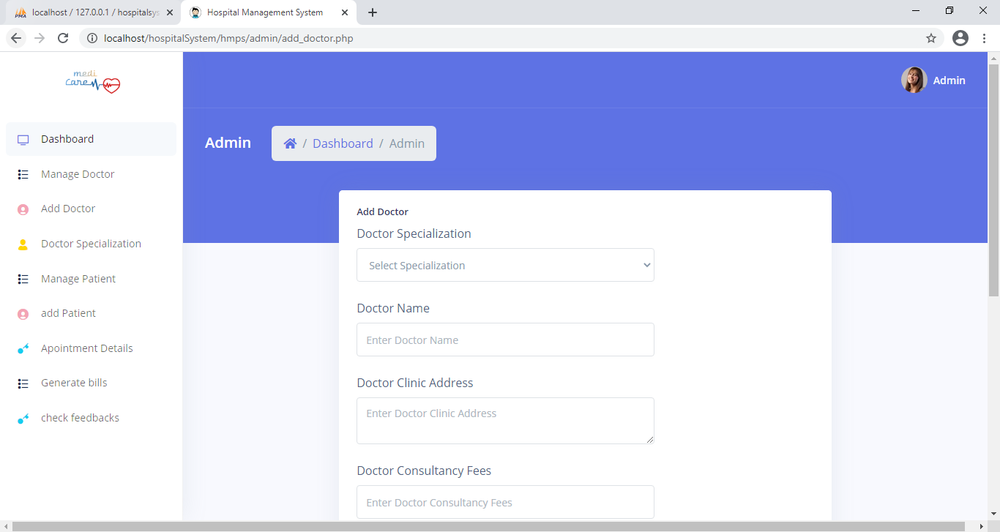 localhost / 127.0.0.1 / hospitalsys
Hospital Management System
localhost/hospitalSystem/hmps/admin/add_doctor.php
medi
care
Admin
Admin
/ Dashboard / Admin
Dashboard
Manage Doctor
Add Doctor
Doctor Specialization
Manage Patient
add Patient
Apointment Details
Generate bills
check feedbacks
Add Doctor
Doctor Specialization
Select Specialization
Doctor Name
Enter Doctor Name
Doctor Clinic Address
Enter Doctor Clinic Address
Doctor Consultancy Fees
Enter Doctor Consultancy Fees